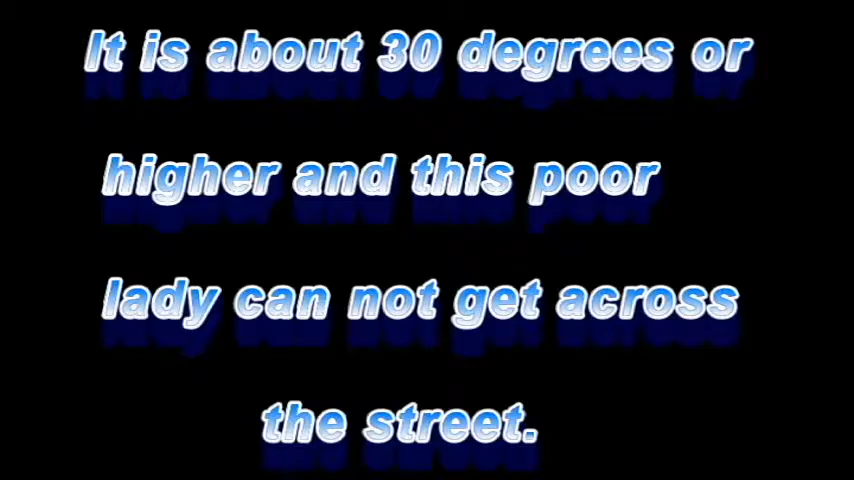 It is about 30 degrees or
higher and this poor
lady can not get across
the street.